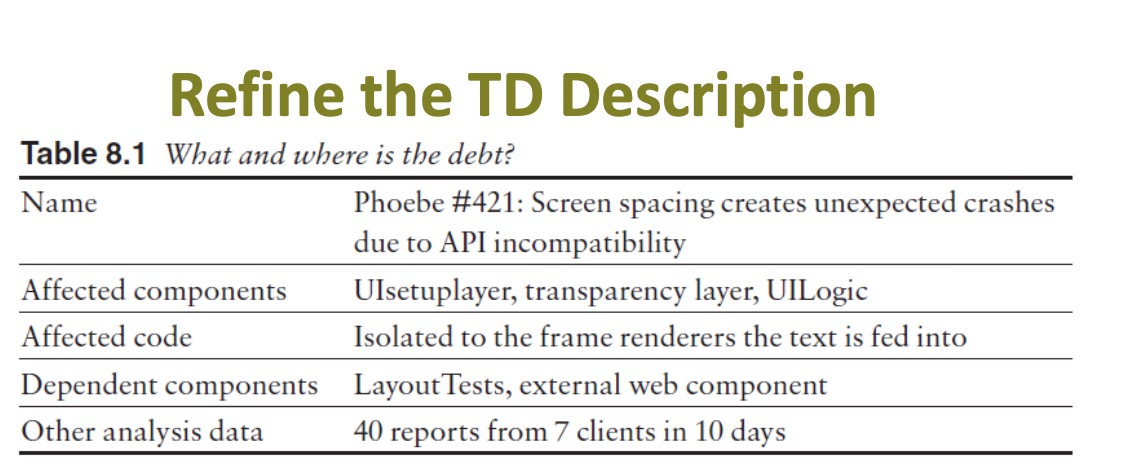 Refine the TD Description
Table 8.1 What and where is the debt?
Name Phoebe #421: Screen spacing creates unexpected crashes
due to API incompatibility
Affected components UIsetuplayer, transparency layer, UILogic
Affected code Isolated to the frame renderers the text is fed into
Dependent components LayoutTests, external web component
Other analysis data 40 reports from 7 clients in 10 days